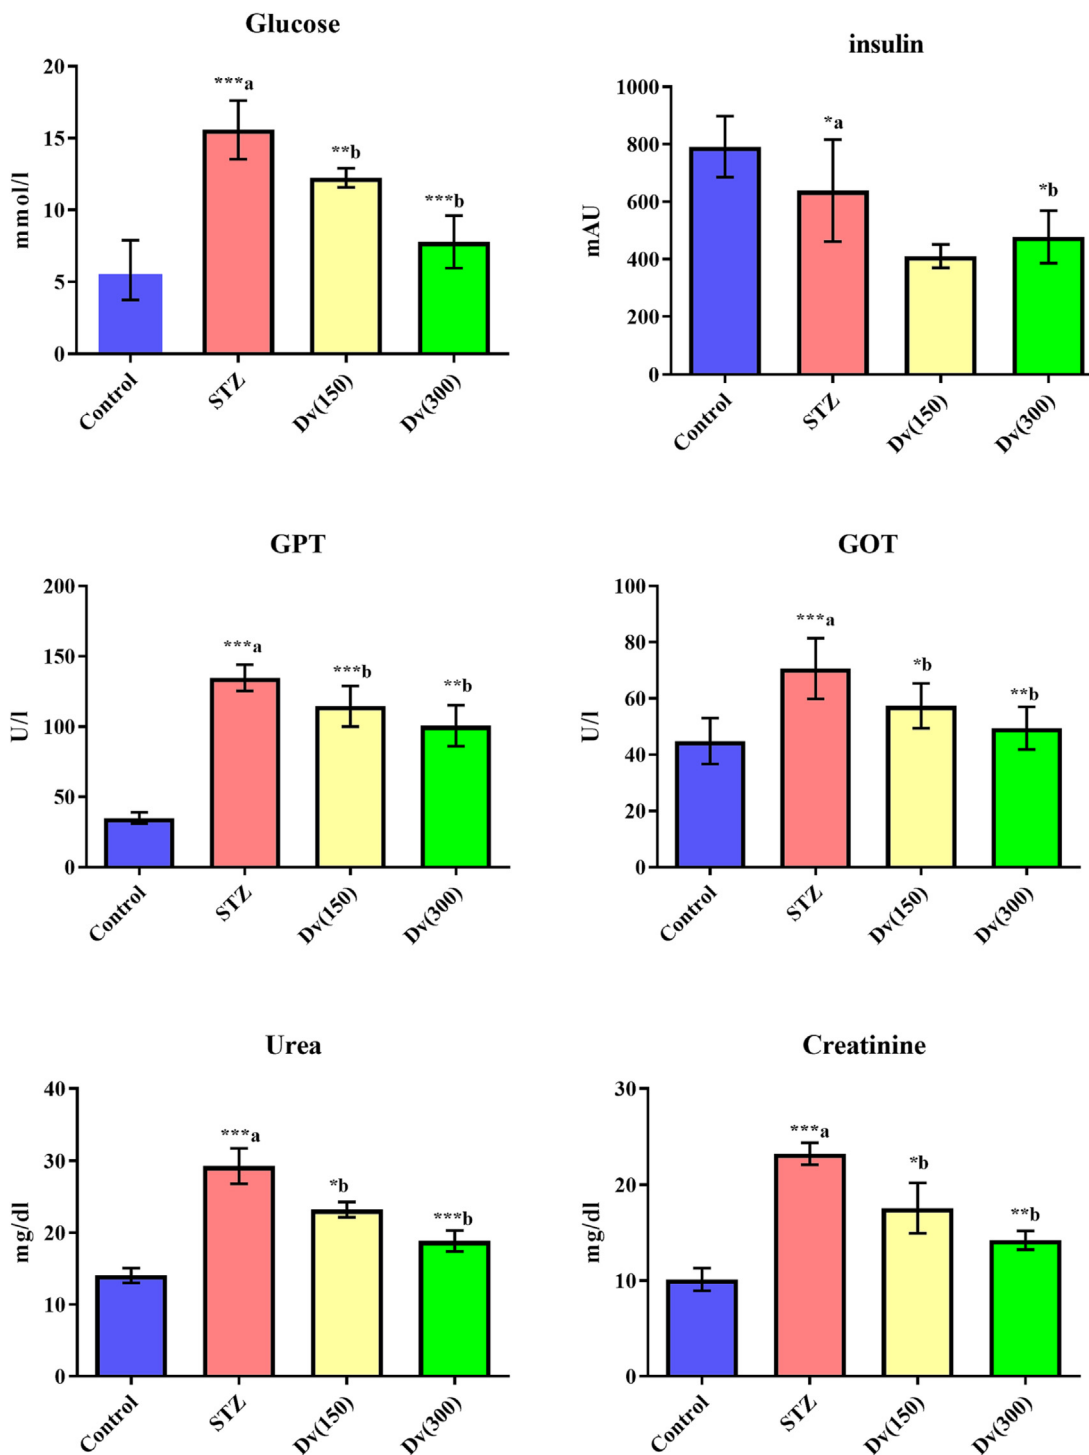 Glucose
mmol/l
20
15
10
5
0
***a
**b
***b
Control
STZ
Dv(150)
Dv(300)
insulin
mAU
1000
800
600
400
200
0
*a
*b
Control
STZ
Dv(150)
Dv(300)
GPT
U/l
200
150
100
50
0
***a
***b
**b
Control
STZ
Dv(150)
Dv(300)
GOT
U/l
100
80
60
40
20
0
***a
*b
**b
Control
STZ
Dv(150)
Dv(300)
Urea
mg/dl
40
30
20
10
0
***a
*b
***b
Control
STZ
Dv(150)
Dv(300)
Creatinine
mg/dl
30
20
10
0
***a
*b
**b
Control
STZ
Dv(150)
Dv(300)